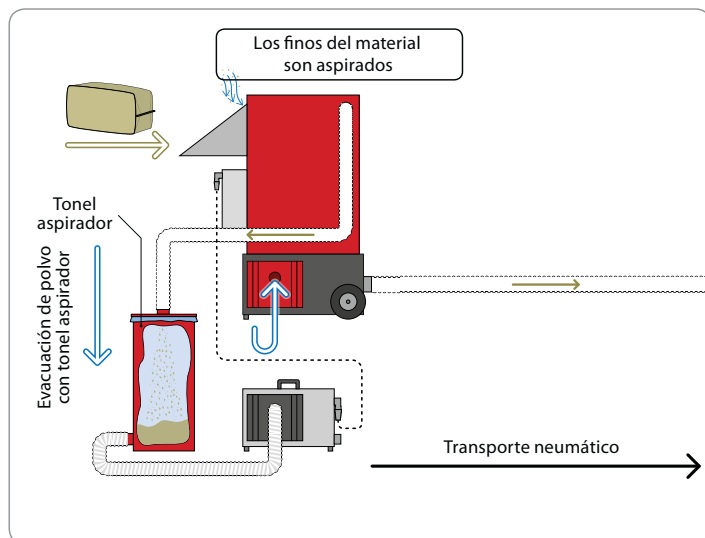 Los finos del material
son aspirados
Tonel
aspirador
Evacuación de polvo
con tonel aspirador
Transporte neumático